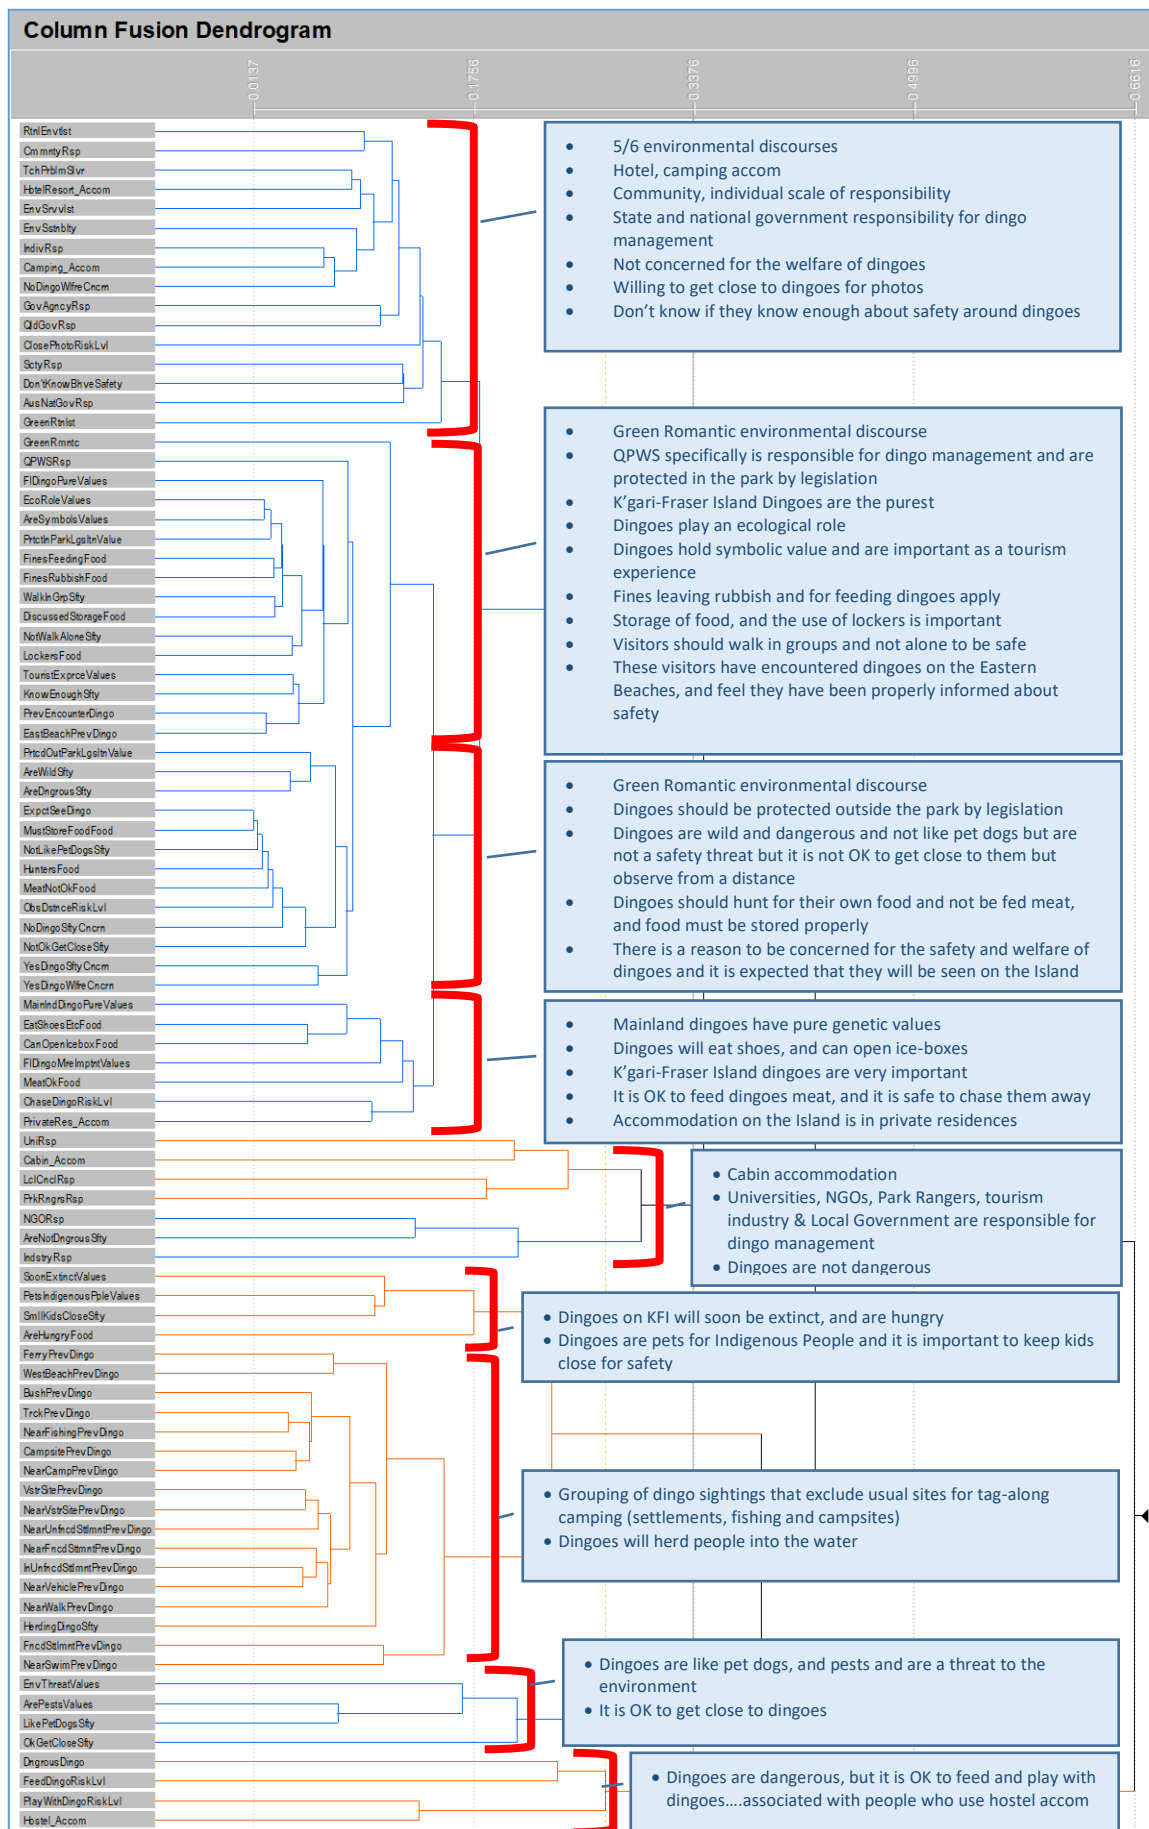 Column Fusion Dendrogram
0.0137
0.1756
0.3376
0.4996
0.6616
RtnlEnvtlst
CmmntyRsp
TchPrblmSlvr
HotelResort_Accom
EnvSrvvlst
EnvSstnblty
IndivRsp
Camping_Accom
NoDingoWlfreCncrn
GovAgncyRsp
QldGovRsp
ClosePhotoRiskLvl
SctyRsp
Don'tKnowBhveSafety
AusNatGovRsp
GreenRtnlst
GreenRmntc
QPWSRsp
FIDingoPureValues
EcoRoleValues
AreSymbolsValues
PrtctInParkLgsltnValue
FinesFeedingFood
FinesRubbishFood
WalkInGrpSfty
DiscussedStorageFood
NotWalkAloneSfty
LockersFood
TouristExprceValues
KnowEnoughSfty
PrevEncounterDingo
EastBeachPrevDingo
PrtcdOutParkLgsltnValue
AreWildSfty
AreDngrousSfty
ExpctSeeDingo
MustStoreFoodFood
NotLikePetDogsSfty
HuntersFood
MeatNotOkFood
ObsDstnceRiskLvl
NoDingoSftyCncrn
NotOkGetCloseSfty
YesDingoSftyCncrn
YesDingoWlfreCncrn
MainlndDingoPureValues
EatShoesEtcFood
CanOpenIceboxFood
FIDingoMreImptntValues
MeatOkFood
ChaseDingoRiskLvl
PrivateRes_Accom
UniRsp
Cabin_Accom
LclCnclRsp
PrkRngrsRsp
NGORsp
AreNotDngrousSfty
IndstryRsp
SoonExtinctValues
PetsIndigenousPpleValues
SmllKidsCloseSfty
AreHungryFood
FerryPrevDingo
WestBeachPrevDingo
BushPrevDingo
TrckPrevDingo
NearFishingPrevDingo
CampsitePrevDingo
NearCampPrevDingo
VstrSitePrevDingo
NearVstrSitePrevDingo
NearUnfncdSttlmntPrevDingo
NearFncdSttmntPrevDingo
InUnfncdSttlmntPrevDingo
NearVehiclePrevDingo
NearWalkPrevDingo
HerdingDingoSfty
FncdSttlmntPrevDingo
NearSwimPrevDingo
EnvThreatValues
ArePestsValues
LikePetDogsSfty
OkGetCloseSfty
DngrousDingo
FeedDingoRiskLvl
PlayWithDingoRiskLvl
Hostel_Accom
• 5/6 environmental discourses
• Hotel, camping accom
• Community, individual scale of responsibility
• State and national government responsibility for dingo
management
• Not concerned for the welfare of dingoes
• Willing to get close to dingoes for photos
• Don't know if they know enough about safety around dingoes
• Green Romantic environmental discourse
• QPWS specifically is responsible for dingo management and are
protected in the park by legislation
• K'gari-Fraser Island Dingoes are the purest
• Dingoes play an ecological role
• Dingoes hold symbolic value and are important as a tourism
experience
• Fines leaving rubbish and for feeding dingoes apply
• Storage of food, and the use of lockers is important
• Visitors should walk in groups and not alone to be safe
• These visitors have encountered dingoes on the Eastern
Beaches, and feel they have been properly informed about
safety
• Green Romantic environmental discourse
• Dingoes should be protected outside the park by legislation
• Dingoes are wild and dangerous and not like pet dogs but are
not a safety threat but it is not OK to get close to them but
observe from a distance
• Dingoes should hunt for their own food and not be fed meat,
and food must be stored properly
• There is a reason to be concerned for the safety and welfare of
dingoes and it is expected that they will be seen on the Island
• Mainland dingoes have pure genetic values
• Dingoes will eat shoes, and can open ice-boxes
• K'gari-Fraser Island dingoes are very important
• It is OK to feed dingoes meat, and it is safe to chase them away
• Accommodation on the Island is in private residences
• Cabin accommodation
• Universities, NGOs, Park Rangers, tourism
industry & Local Government are responsible for
dingo management
• Dingoes are not dangerous
• Dingoes on KFI will soon be extinct, and are hungry
• Dingoes are pets for Indigenous People and it is important to keep kids
close for safety
• Grouping of dingo sightings that exclude usual sites for tag-along
camping (settlements, fishing and campsites)
• Dingoes will herd people into the water
• Dingoes are like pet dogs, and pests and are a threat to the
environment
• It is OK to get close to dingoes
• Dingoes are dangerous, but it is OK to feed and play with
dingoes....associated with people who use hostel accom